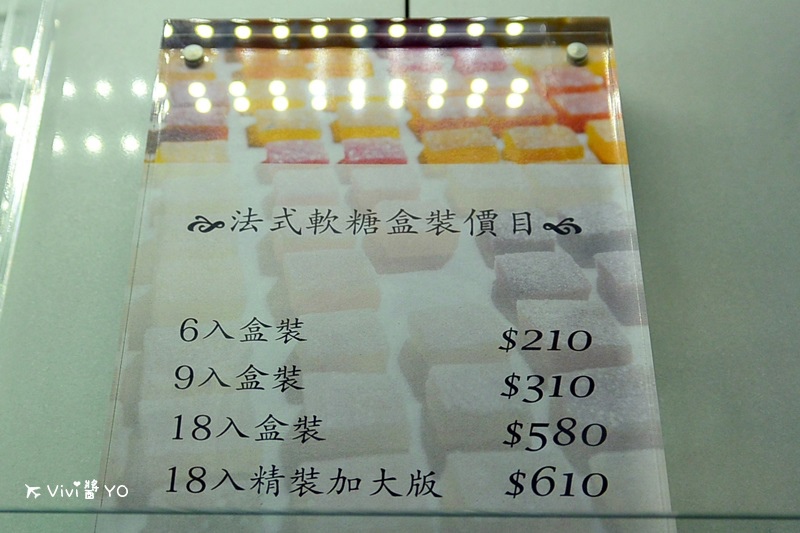 法式軟糖盒裝價目
6入盒裝 $210
9入盒裝 $310
18入盒裝 $580
18入精裝加大版 $610
Vivi醬YO